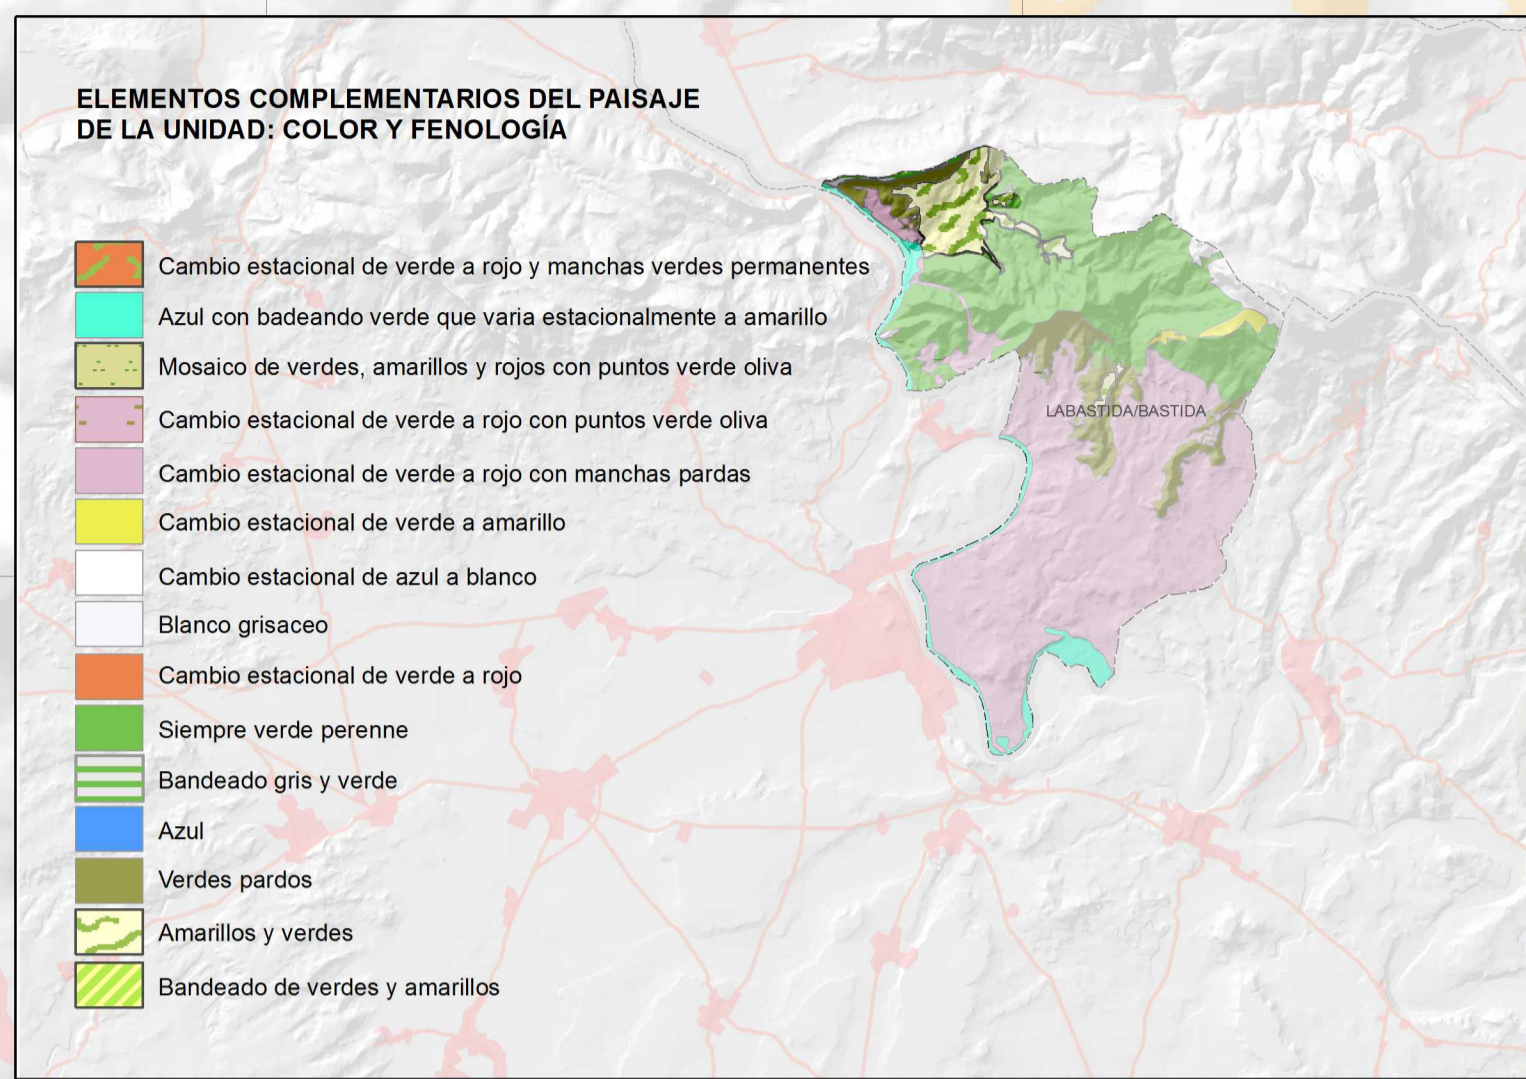 ELEMENTOS COMPLEMENTARIOS DEL PAISAJE
DE LA UNIDAD: COLOR Y FENOLOGÍA
Cambio estacional de verde a rojo y manchas verdes permanentes
Azul con badeando verde que varia estacionalmente a amarillo
Mosaico de verdes, amarillos y rojos con puntos verde oliva
Cambio estacional de verde a rojo con puntos verde oliva
Cambio estacional de verde a rojo con manchas pardas
Cambio estacional de verde a amarillo
Cambio estacional de azul a blanco
Blanco grisaceo
Cambio estacional de verde a rojo
Siempre verde perenne
Bandeado gris y verde
Azul
Verdes pardos
Amarillos y verdes
Bandeado de verdes y amarillos
LABASTIDA/BASTIDA